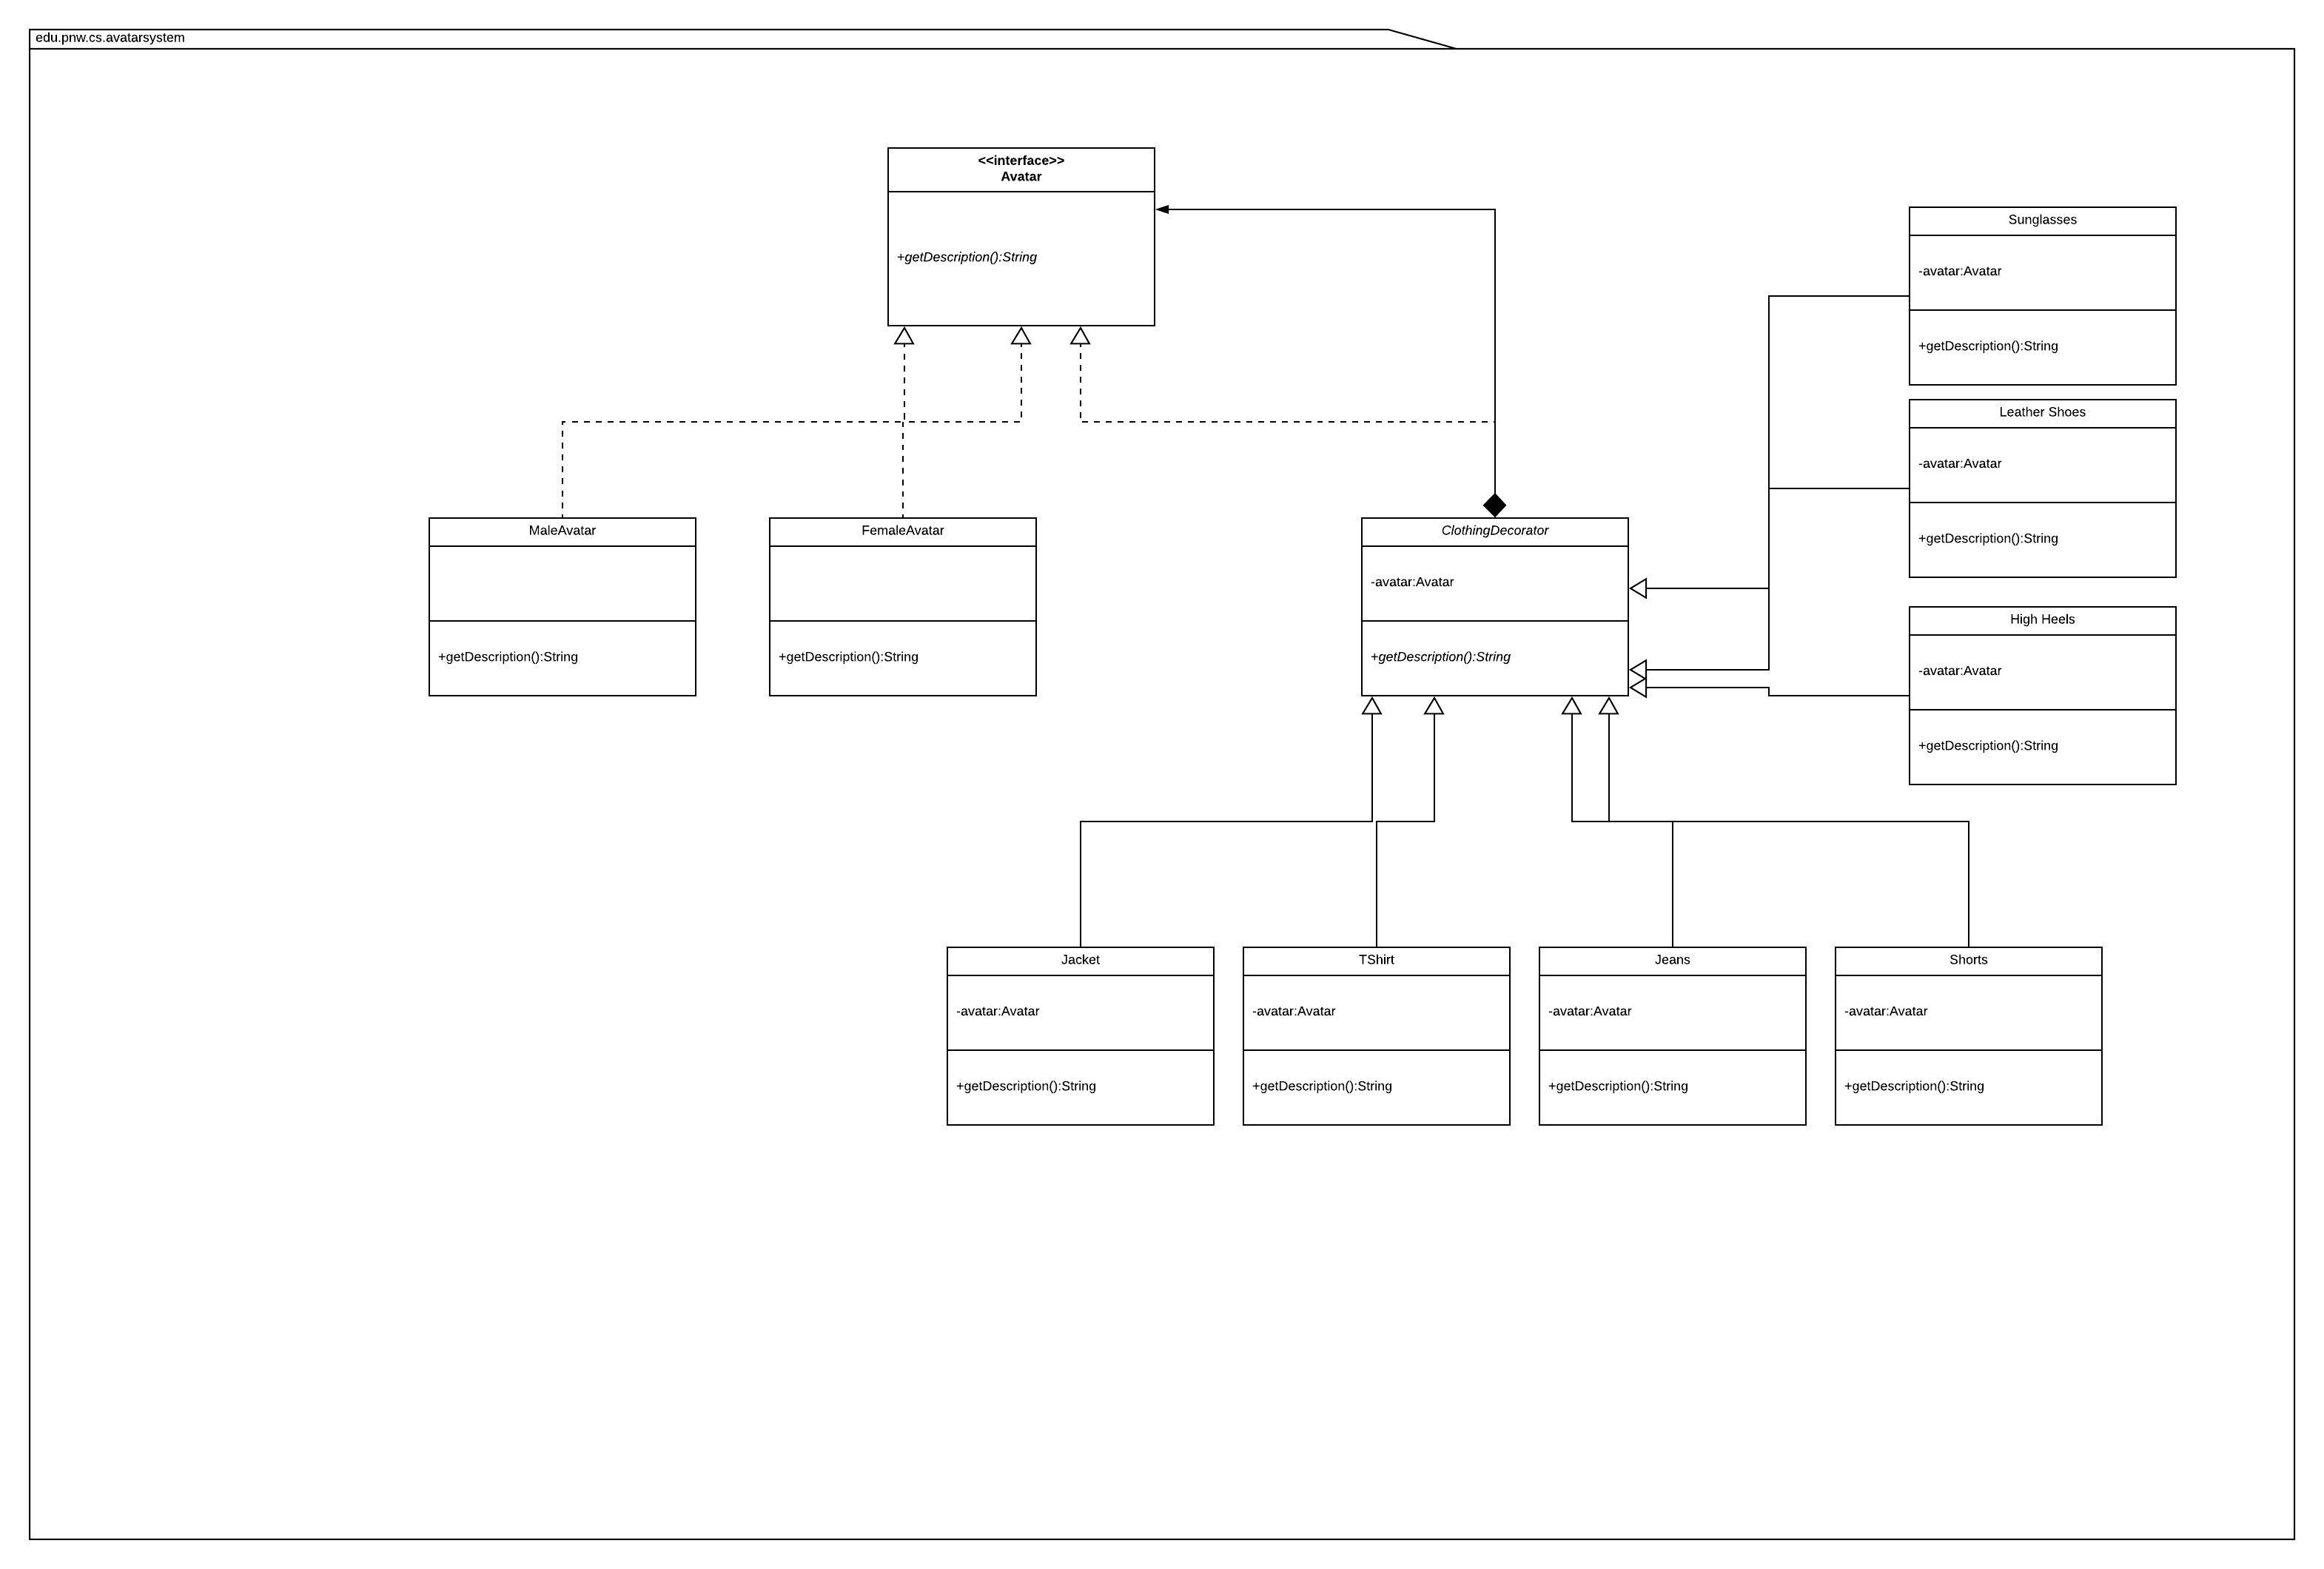 edu.pnw.cs.avatarsystem
<<interface>>
Avatar
+getDescription():String
Sunglasses
-avatar:Avatar
+getDescription():String
Leather Shoes
-avatar:Avatar
+getDescription():String
High Heels
-avatar:Avatar
+getDescription():String
MaleAvatar
+getDescription():String
FemaleAvatar
+getDescription():String
ClothingDecorator
-avatar:Avatar
+getDescription():String
Jacket
-avatar:Avatar
+getDescription():String
TShirt
-avatar:Avatar
+getDescription():String
Jeans
-avatar:Avatar
+getDescription():String
Shorts
-avatar:Avatar
+getDescription():String